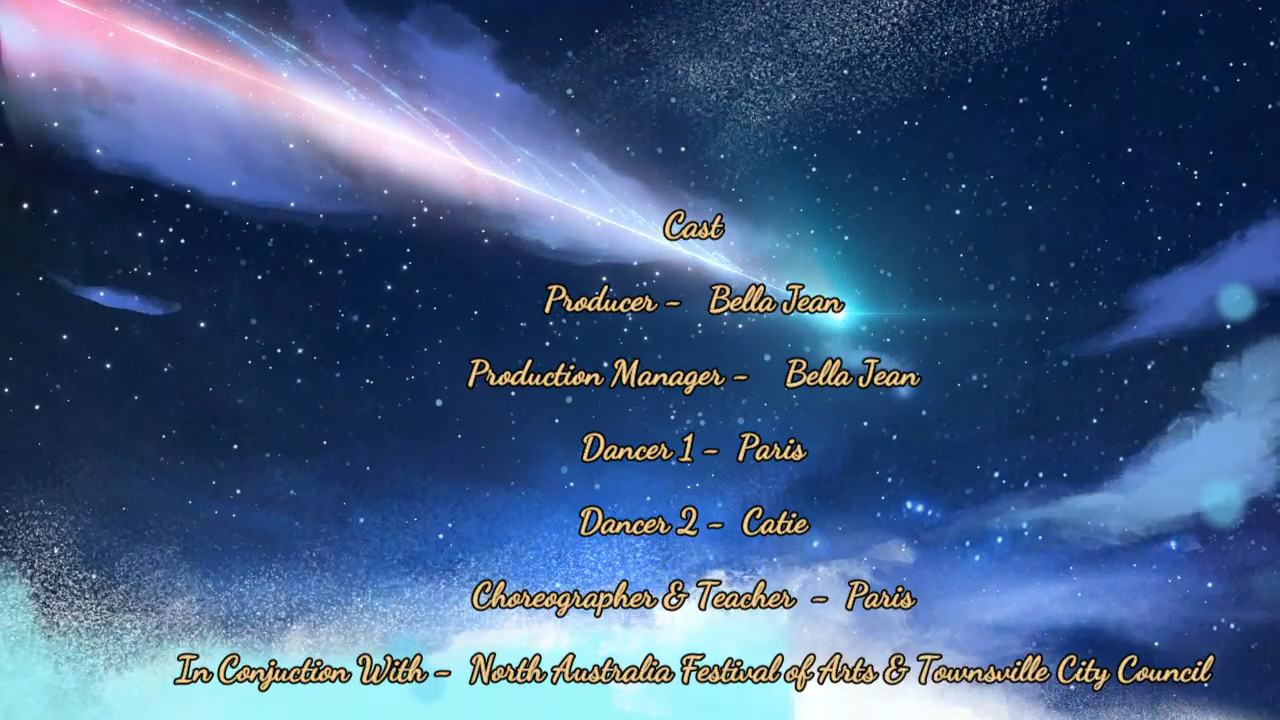 Cast
Producer - Bella Jean
Production Manager - Bella Jean
Dancer 1 - Paris
Dancer 2 - Catie
Choreographer & Teacher - Paris
In Conjuction With - North Australia Festival of Arts & Townsville City Council